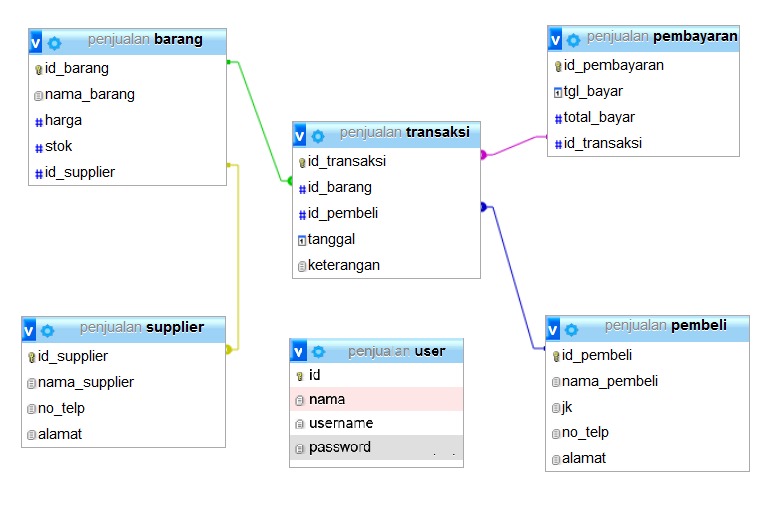 penjualan barang
id_barang
nama_barang
harga
stok
id_supplier
penjualan transaksi
id_transaksi
id_barang
id_pembeli
tanggal
keterangan
penjualan pembayaran
id_pembayaran
tgl_bayar
total_bayar
id_transaksi
penjualan supplier
id_supplier
nama_supplier
no_telp
alamat
penjualan user
id
nama
username
password
penjualan pembeli
id_pembeli
nama_pembeli
jk
no_telp
alamat